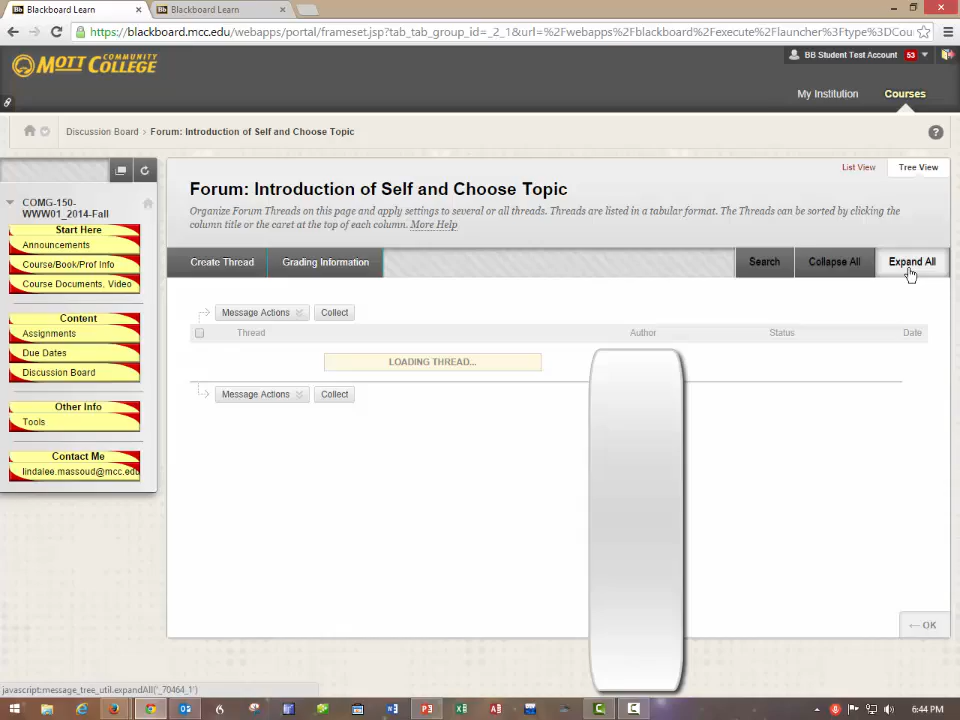 Blackboard Learn
Blackboard Learn
https://blackboard.mcc.edu/webapps/portal/frameset.jsp?tab_tab_group_id=_2_1&url=%2Fwebapps%2Fblackboard%2Fexecute%2Flauncher%3Ftype%3DCour
MOTT COMMUNITY COLLEGE
BB Student Test Account 53
My Institution
Courses
Discussion Board > Forum: Introduction of Self and Choose Topic
?
List View
Tree View
COMG-150-
WWW01_2014-Fall
Start Here
Announcements
Course/Book/Prof Info
Course Documents, Video
Content
Assignments
Due Dates
Discussion Board
Other Info
Tools
Contact Me
lindalee.massoud@mcc.edu
Forum: Introduction of Self and Choose Topic
Organize Forum Threads on this page and apply settings to several or all threads. Threads are listed in a tabular format. The Threads can be sorted by clicking the
column title or the caret at the top of each column. More Help
Create Thread
Grading Information
Search
Collapse All
Expand All
Message Actions
Collect
Thread
Author
Status
Date
LOADING THREAD...
Message Actions
Collect
OK
javascript:message_tree_util.expandAll('_70464_1')
6:44 PM